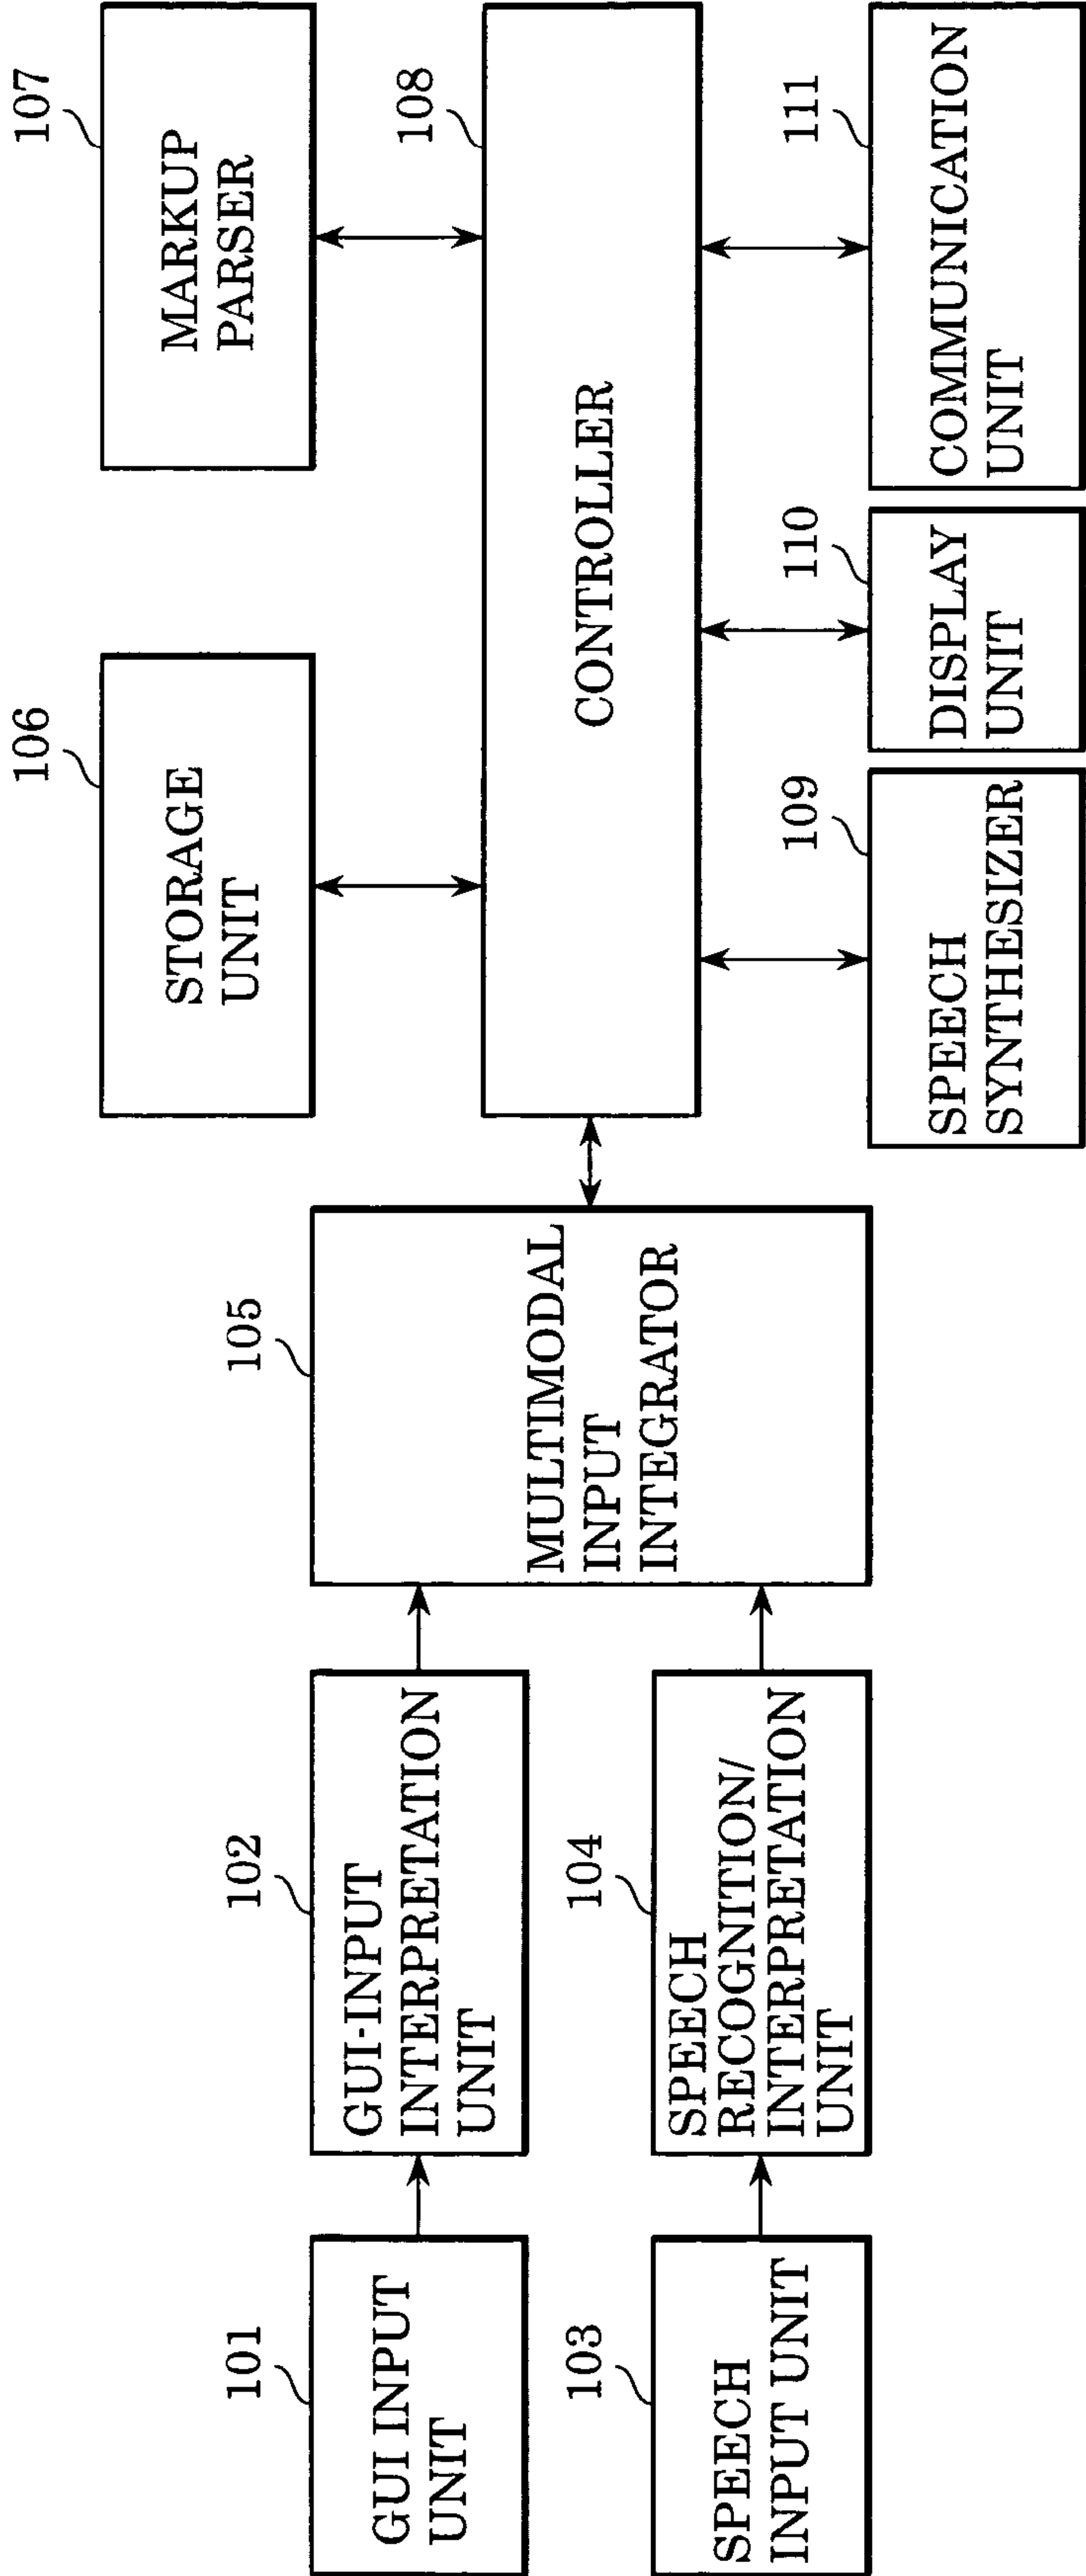 106
STORAGE
UNIT
107
MARKUP
PARSER
101
GUI INPUT
UNIT
102
GUI-INPUT
INTERPRETATION
UNIT
105
MULTIMODAL
INPUT
INTEGRATOR
108
CONTROLLER
103
SPEECH
INPUT UNIT
104
SPEECH
RECOGNITION/
INTERPRETATION
UNIT
109
SPEECH
SYNTHESIZER
110
DISPLAY
UNIT
111
COMMUNICATION
UNIT